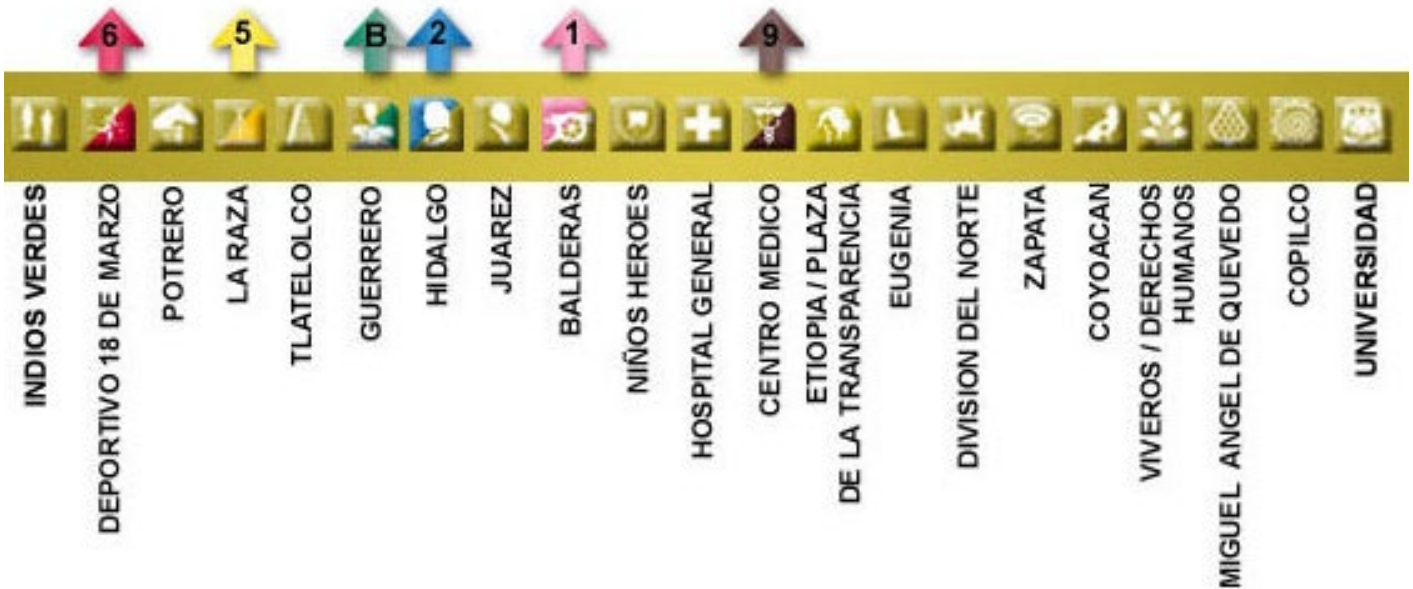 6
5
B
2
1
9
INDIOS VERDES
DEPORTIVO 18 DE MARZO
POTRERO
LA RAZA
TLATELOLCO
GUERRERO
HIDALGO
JUAREZ
BALDERAS
NIÑOS HEROES
HOSPITAL GENERAL
CENTRO MEDICO
ETIOPIA / PLAZA
DE LA TRANSPARENCIA
EUGENIA
DIVISION DEL NORTE
ZAPATA
COYOACAN
VIVEROS / DERECHOS
HUMANOS
MIGUEL ANGEL DE QUEVEDO
COPILCO
UNIVERSIDAD